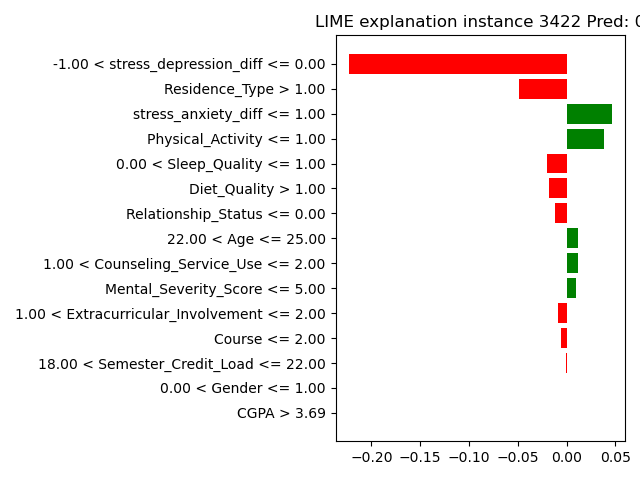 LIME explanation instance 3422 Pred: 0
-1.00 < stress_depression_diff <= 0.00
Residence_Type > 1.00
stress_anxiety_diff <= 1.00
Physical_Activity <= 1.00
0.00 < Sleep_Quality <= 1.00
Diet_Quality > 1.00
Relationship_Status <= 0.00
22.00 < Age <= 25.00
1.00 < Counseling_Service_Use <= 2.00
Mental_Severity_Score <= 5.00
1.00 < Extracurricular_Involvement <= 2.00
Course <= 2.00
18.00 < Semester_Credit_Load <= 22.00
0.00 < Gender <= 1.00
CGPA > 3.69
−0.20 −0.15 −0.10 −0.05 0.00 0.05